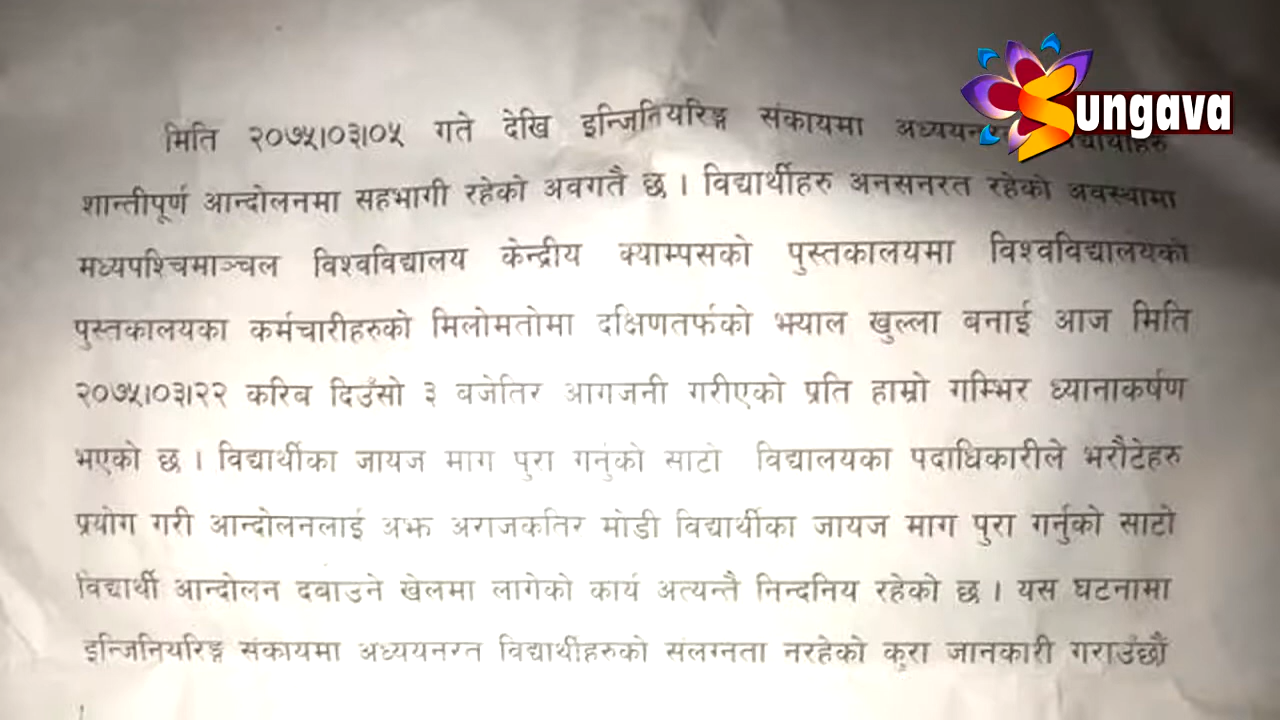 Sungava
मिति २०७५।०३।०५ गते देखि इन्जिनियरिङ्ग संकायमा
शान्तीपूर्ण आन्दोलनमा सहभागी रहेको अवगतै छ । विद्यार्थीहरु अनसनरत रहेको अवस्थामा
मध्यपश्चिमाञ्चल विश्वविद्यालय केन्द्रीय क्याम्पसको पुस्तकालयमा विश्वविद्यालयको
पुस्तकालयका कर्मचारीहरुको मिलोमतोमा दक्षिणतर्फको झ्याल खुल्ला बनाई आज मिति
२०७५।०३।२२ करिब दिउँसो ३ बजेतिर आगजनी गरीएको प्रति हाम्रो गम्भिर ध्यानाकर्षण
भएको छ । विद्यार्थीका जायज माग पुरा गर्नुको साटो विद्यालयका पदाधिकारीले भरौटेहरु
प्रयोग गरी आन्दोलनलाई अझ अराजकतिर मोडी विद्यार्थीका जायज माग पुरा गर्नुको साटो
विद्यार्थी आन्दोलन दवाउने खेलमा लागेको कार्य अत्यन्तै निन्दनिय रहेको छ । यस घटनामा
इन्जिनियरिङ्ग संकायमा अध्ययनरत विद्यार्थीहरुको संलग्नता नरहेको कुरा जानकारी गराउँछौं
।